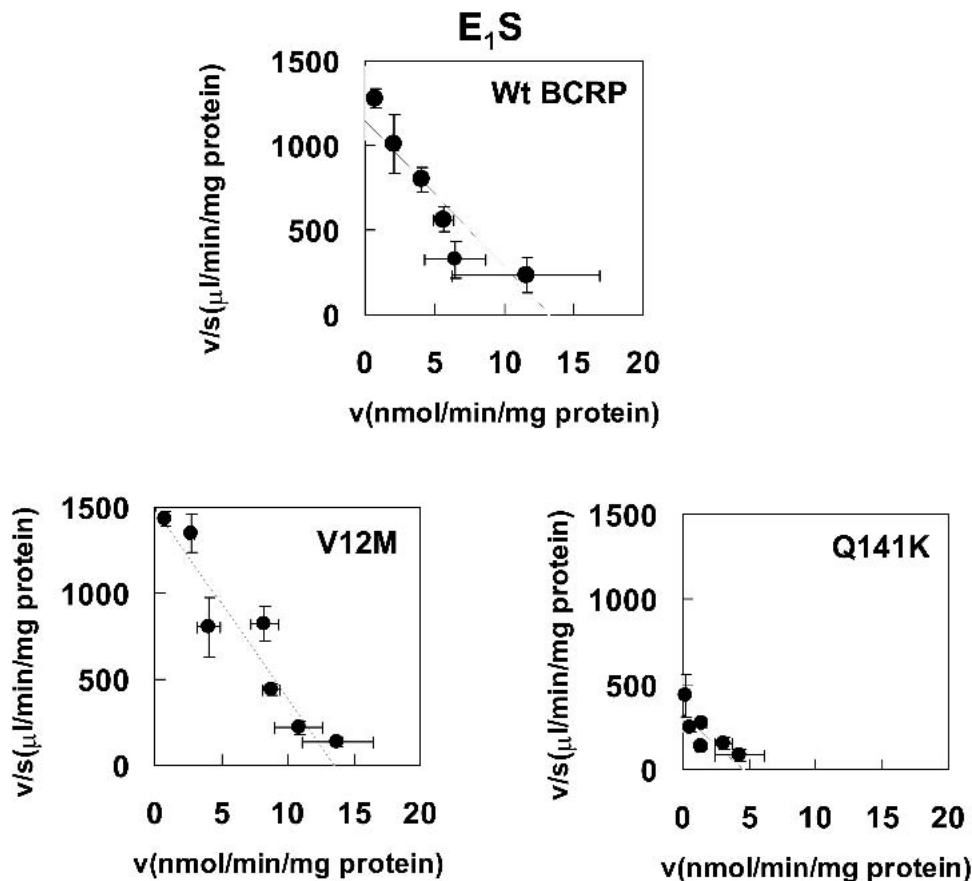 E₁S
Wt BCRP
v/s(μl/min/mg protein)
1500
1000
500
0
0 5 10 15 20
v(nmol/min/mg protein)
V12M
v/s(μl/min/mg protein)
1500
1000
500
0
0 5 10 15 20
v(nmol/min/mg protein)
Q141K
v/s(μl/min/mg protein)
1500
1000
500
0
0 5 10 15 20
v(nmol/min/mg protein)